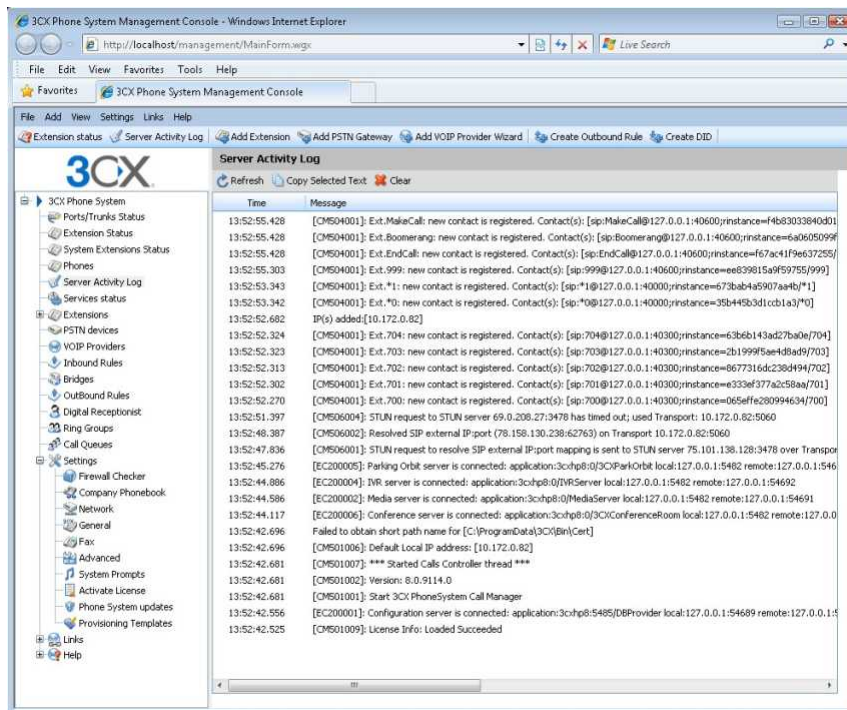 3CX Phone System Management Console - Windows Internet Explorer
http://localhost/management/MainForm.wgx
Live Search
File Edit View Favorites Tools Help
Favorites 3CX Phone System Management Console
File Add View Settings Links Help
Extension status Server Activity Log Add Extension Add PSTN Gateway Add VOIP Provider Wizard Create Outbound Rule Create DID
3CX
3CX Phone System
Ports/Trunks Status
Extension Status
System Extensions Status
Phones
Server Activity Log
Services status
Extensions
PSTN devices
VOIP Providers
Inbound Rules
Bridges
OutBound Rules
Digital Receptionist
Ring Groups
Call Queues
Settings
Firewall Checker
Company Phonebook
Network
General
Fax
Advanced
System Prompts
Activate License
Phone System updates
Provisioning Templates
Links
Help
Server Activity Log
Refresh Copy Selected Text Clear
Time Message
13:52:55.428 [CM504001]: Ext.MakeCall: new contact is registered. Contact(s): [sip:MakeCall@127.0.0.1:40600;rinstance=f4b83033840d01
13:52:55.428 [CM504001]: Ext.Boomerang: new contact is registered. Contact(s): [sip:Boomerang@127.0.0.1:40600;rinstance=6a0605099f
13:52:55.428 [CM504001]: Ext.EndCall: new contact is registered. Contact(s): [sip:EndCall@127.0.0.1:40600;rinstance=f67ac41f9e637255/
13:52:55.303 [CM504001]: Ext.999: new contact is registered. Contact(s): [sip:999@127.0.0.1:40600;rinstance=ee839815a9f59755/999]
13:52:53.343 [CM504001]: Ext.*1: new contact is registered. Contact(s): [sip:*1@127.0.0.1:40000;rinstance=673bab4a5907aa4b/*1]
13:52:53.342 [CM504001]: Ext.*0: new contact is registered. Contact(s): [sip:*0@127.0.0.1:40000;rinstance=35b445b3d1ccb1a3/*0]
13:52:52.682 IP(s) added:[10.172.0.82]
13:52:52.324 [CM504001]: Ext.704: new contact is registered. Contact(s): [sip:704@127.0.0.1:40300;rinstance=63b6b143ad27ba0e/704]
13:52:52.323 [CM504001]: Ext.703: new contact is registered. Contact(s): [sip:703@127.0.0.1:40300;rinstance=2b1999f5ae4d8ad9/703]
13:52:52.313 [CM504001]: Ext.702: new contact is registered. Contact(s): [sip:702@127.0.0.1:40300;rinstance=8677316dc238d494/702]
13:52:52.302 [CM504001]: Ext.701: new contact is registered. Contact(s): [sip:701@127.0.0.1:40300;rinstance=e333ef377a2c58aa/701]
13:52:52.270 [CM504001]: Ext.700: new contact is registered. Contact(s): [sip:700@127.0.0.1:40300;rinstance=065effe280994634/700]
13:52:51.397 [CM506004]: STUN request to STUN server 69.0.208.27:3478 has timed out; used Transport: 10.172.0.82:5060
13:52:48.387 [CM506002]: Resolved SIP external IP:port (78.158.130.238:62763) on Transport 10.172.0.82:5060
13:52:47.836 [CM506001]: STUN request to resolve SIP external IP:port mapping is sent to STUN server 75.101.138.128:3478 over Transpor
13:52:45.276 [EC200005]: Parking Orbit server is connected: application:3cxhp8:0/3CXParkOrbit local:127.0.0.1:5482 remote:127.0.0.1:546
13:52:44.886 [EC200004]: IVR server is connected: application:3cxhp8:0/IVRServer local:127.0.0.1:5482 remote:127.0.0.1:54692
13:52:44.586 [EC200002]: Media server is connected: application:3cxhp8:0/MediaServer local:127.0.0.1:5482 remote:127.0.0.1:54691
13:52:44.117 [EC200006]: Conference server is connected: application:3cxhp8:0/3CXConferenceRoom local:127.0.0.1:5482 remote:127.0.0
13:52:42.696 Failed to obtain short path name for [C:\ProgramData\3CX\Bin\Cert]
13:52:42.696 [CM501006]: Default Local IP address: [10.172.0.82]
13:52:42.681 [CM501007]: *** Started Calls Controller thread ***
13:52:42.681 [CM501002]: Version: 8.0.9114.0
13:52:42.681 [CM501001]: Start 3CX PhoneSystem Call Manager
13:52:42.556 [EC200001]: Configuration server is connected: application:3cxhp8:5485/DBProvider local:127.0.0.1:54689 remote:127.0.0.1:5
13:52:42.525 [CM501009]: License Info: Loaded Succeeded